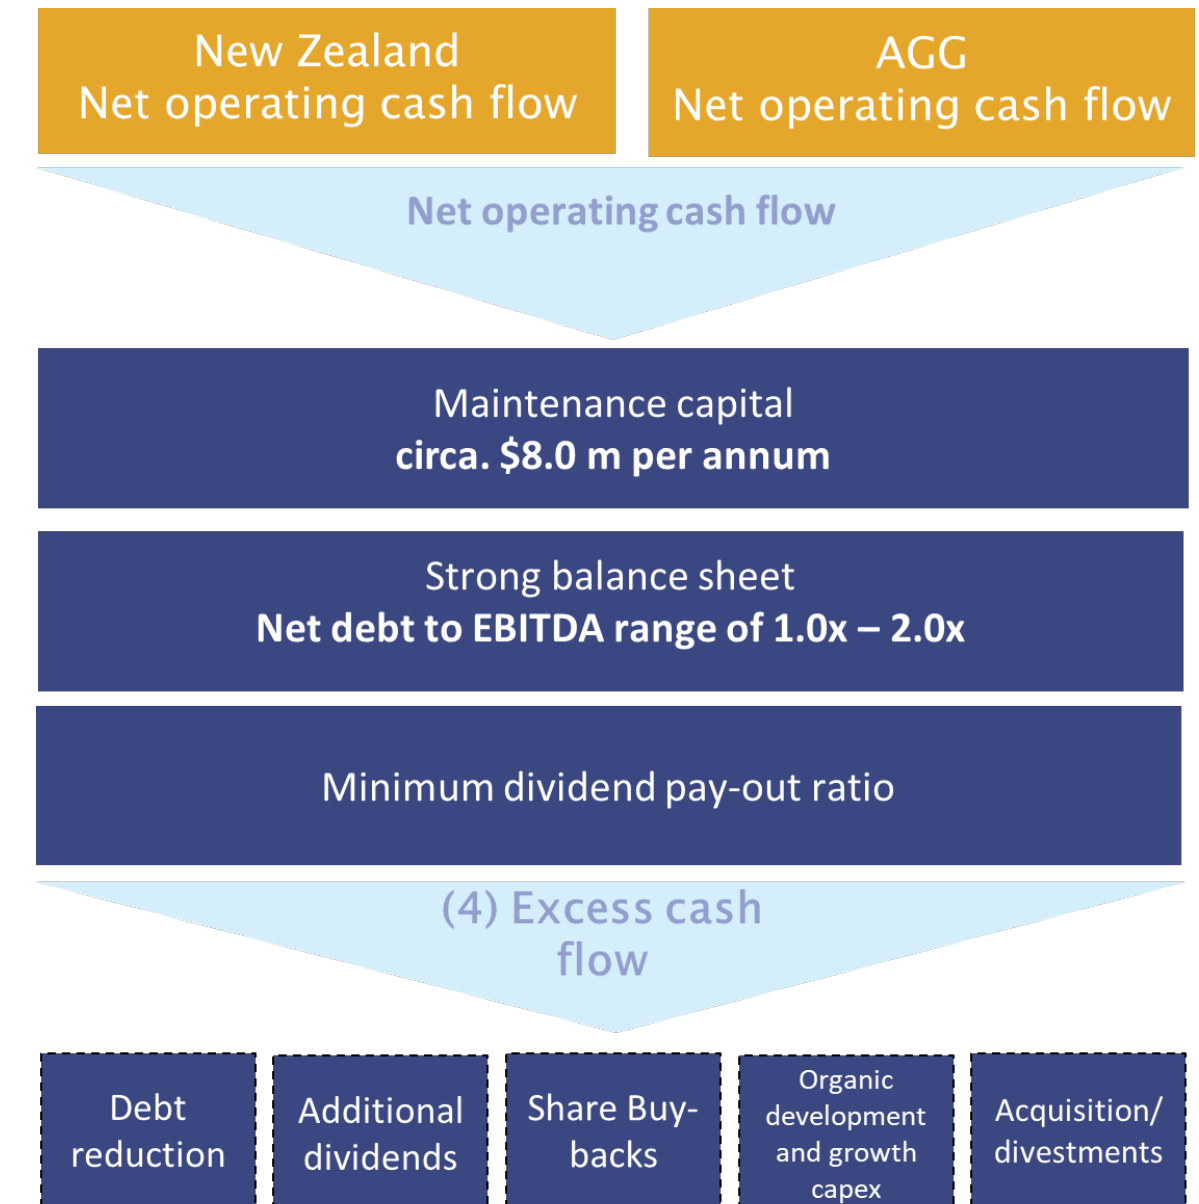 New Zealand
Net operating cash flow
AGG
Net operating cash flow
Net operating cash flow
Maintenance capital
circa. $8.0 m per annum
Strong balance sheet
Net debt to EBITDA range of 1.0x – 2.0x
Minimum dividend pay-out ratio
(4) Excess cash
flow
Debt
reduction
Additional
dividends
Share Buy-
backs
Organic
development
and growth
capex
Acquisition/
divestments